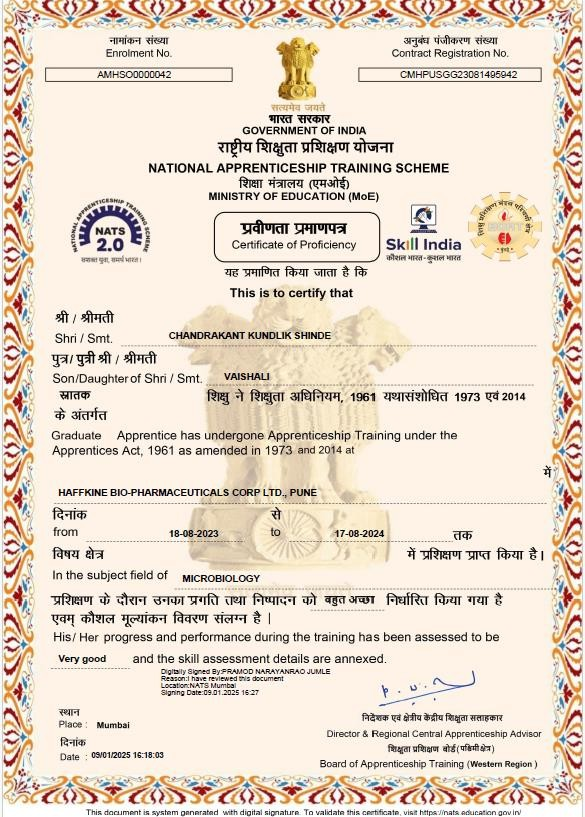 नामांकन संख्या
Enrolment No.
AMHSO0000042
अनुबंध पंजीकरण संख्या
Contract Registration No.
CMHPUSGG23081495942
सत्यमेव जयते
भारत सरकार
GOVERNMENT OF INDIA
राष्ट्रीय शिक्षुता प्रशिक्षण योजना
NATIONAL APPRENTICESHIP TRAINING SCHEME
शिक्षा मंत्रालय (एमओई)
MINISTRY OF EDUCATION (MoE)
NATIONAL APPRENTICESHIP TRAINING SCHEME
NATS
2.0
सशक्त युवा, समर्थ भारत !
प्रवीणता प्रमाणपत्र
Certificate of Proficiency
Skill India
कौशल भारत-कुशल भारत
यह प्रमाणित किया जाता है कि
This is to certify that
श्री / श्रीमती
Shri / Smt. CHANDRAKANT KUNDLIK SHINDE
पुत्र/ पुत्री श्री / श्रीमती
Son/Daughter of Shri / Smt. VAISHALI
स्नातक शिक्षु ने शिक्षुता अधिनियम, 1961 यथासंशोधित 1973 एवं 2014
के अंतर्गत
Graduate Apprentice has undergone Apprenticeship Training under the
Apprentices Act, 1961 as amended in 1973 and 2014 at
में
HAFFKINE BIO-PHARMACEUTICALS CORP LTD., PUNE
दिनांक से
from 18-08-2023 to 17-08-2024 तक
विषय क्षेत्र में प्रशिक्षण प्राप्त किया है।
In the subject field of MICROBIOLOGY
प्रशिक्षण के दौरान उनका प्रगति तथा निष्पादन को बहुत अच्छा निर्धारित किया गया है
एवम् कौशल मूल्यांकन विवरण संलग्न है |
His/ Her progress and performance during the training has been assessed to be
Very good and the skill assessment details are annexed.
Digitally Signed By:PRAMOD NARAYANRAO JUMLE
Reason:I have reviewed this document
Location:NATS Mumbai
Signing Date:09.01.2025 16:27
स्थान
Place : Mumbai
दिनांक
Date : 09/01/2025 16:18:03
निदेशक एवं क्षेत्रीय केंद्रीय शिक्षुता सलाहकार
Director & Regional Central Apprenticeship Advisor
शिक्षुता प्रशिक्षण बोर्ड(पश्चिमी क्षेत्र)
Board of Apprenticeship Training (Western Region )
This document is system generated with digital signature. To validate this certificate, visit https://nats.education.gov.in/